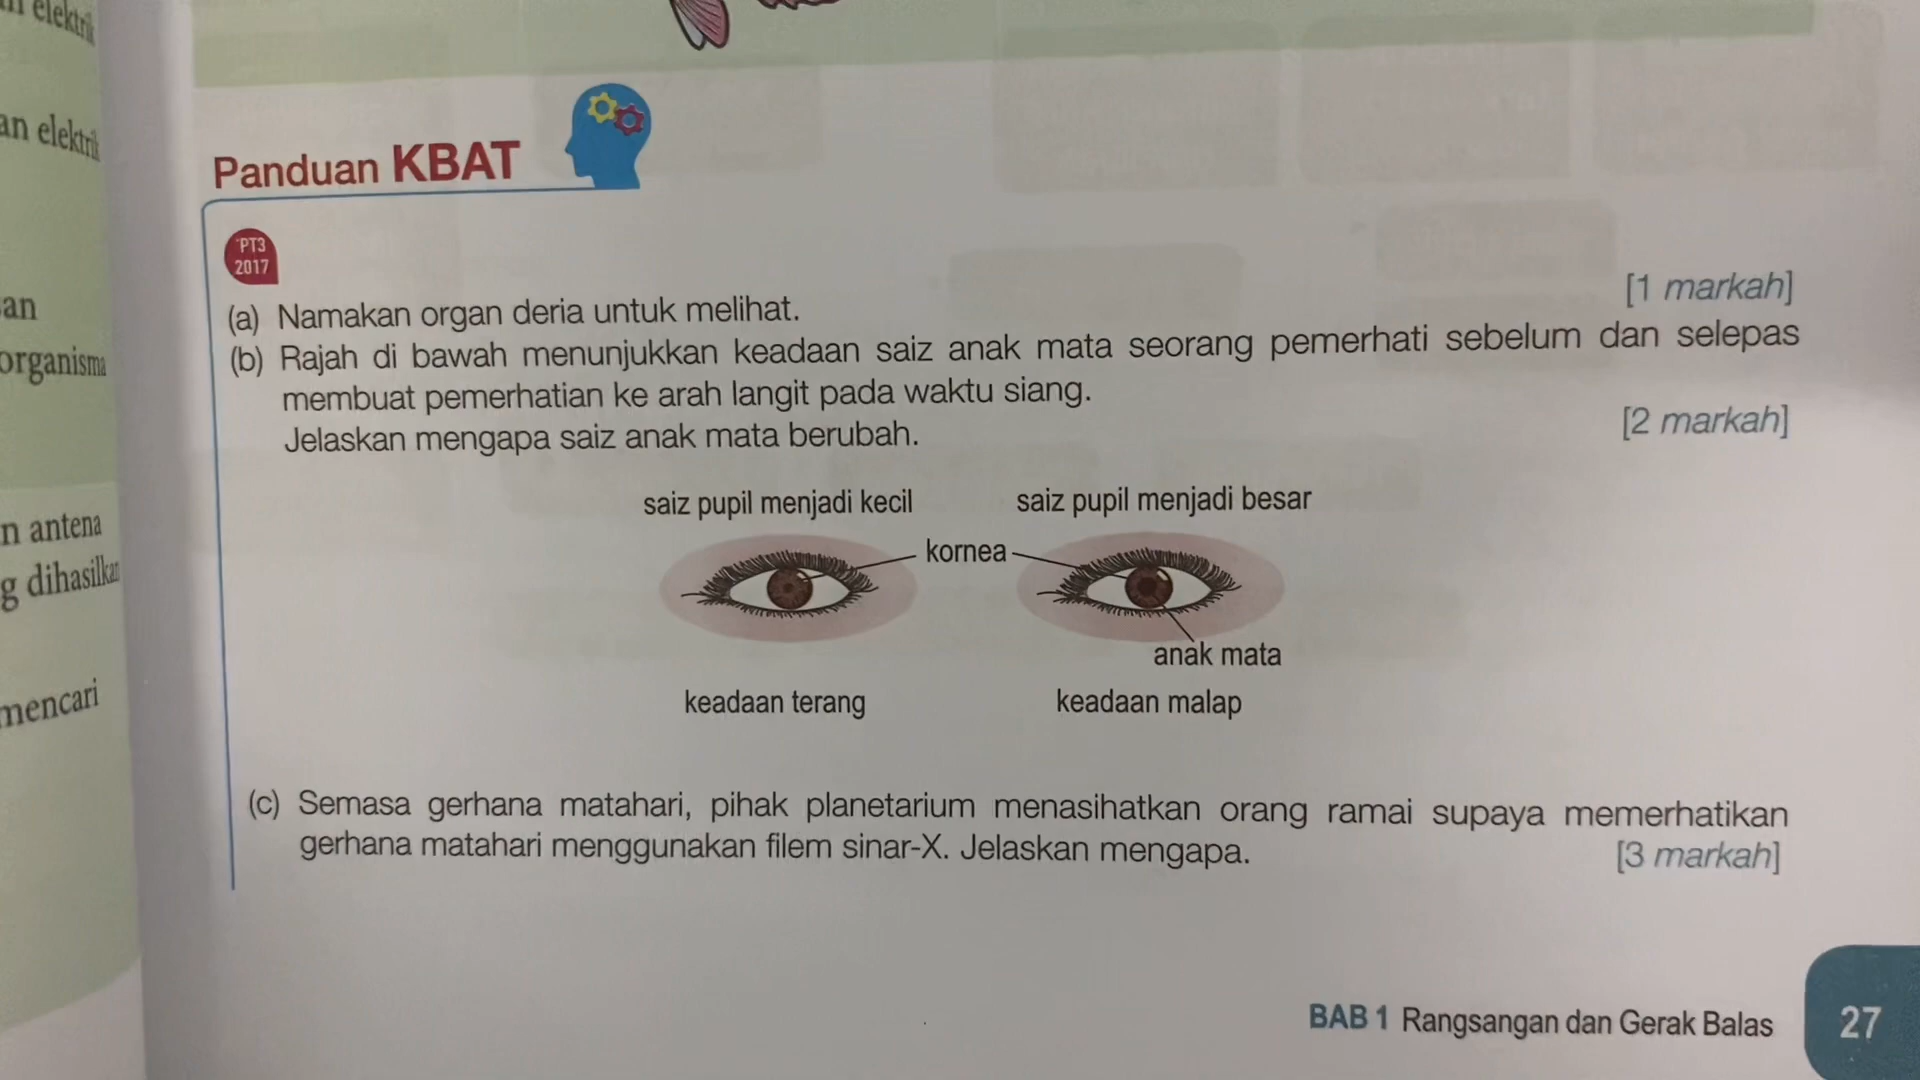 elektrik
an elektrik
an
organisma
n antena
g dihasilkan
mencari
Panduan KBAT
PT3
2017
(a) Namakan organ deria untuk melihat. [1 markah]
(b) Rajah di bawah menunjukkan keadaan saiz anak mata seorang pemerhati sebelum dan selepas
membuat pemerhatian ke arah langit pada waktu siang.
Jelaskan mengapa saiz anak mata berubah. [2 markah]
saiz pupil menjadi kecil saiz pupil menjadi besar
kornea
anak mata
keadaan terang keadaan malap
(c) Semasa gerhana matahari, pihak planetarium menasihatkan orang ramai supaya memerhatikan
gerhana matahari menggunakan filem sinar-X. Jelaskan mengapa. [3 markah]
BAB 1 Rangsangan dan Gerak Balas 27